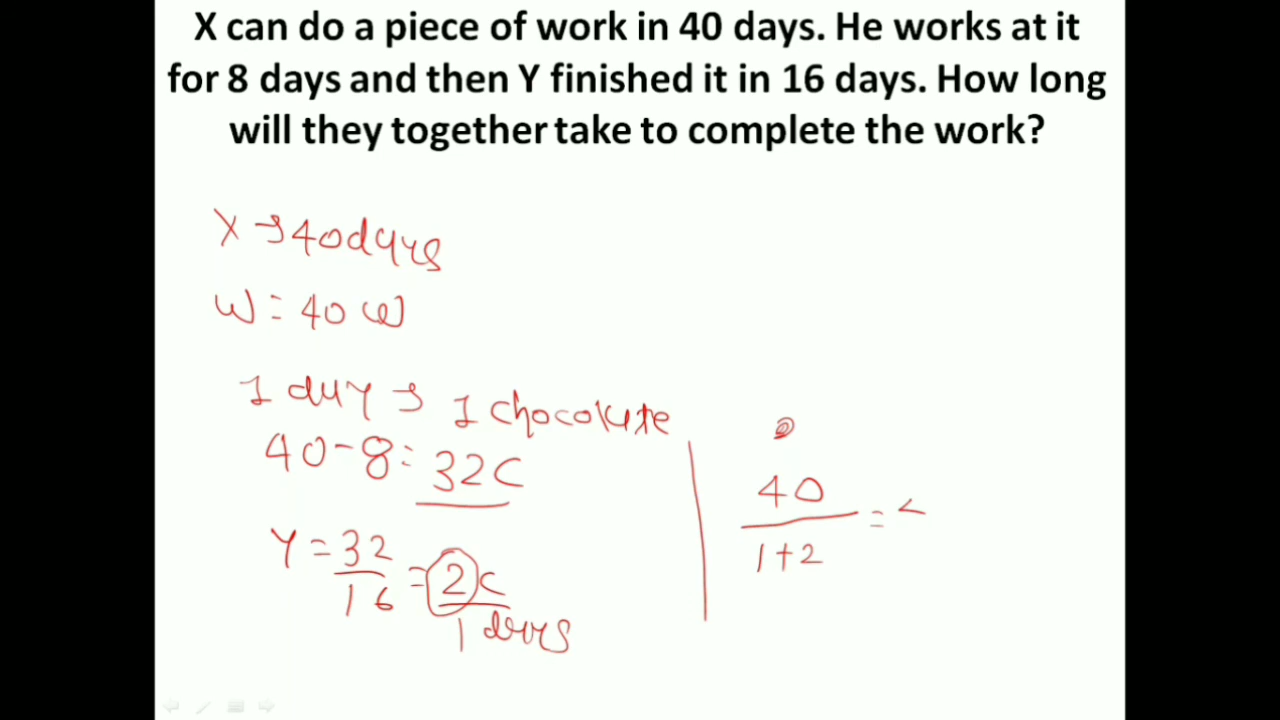 X can do a piece of work in 40 days. He works at it
for 8 days and then Y finished it in 16 days. How long
will they together take to complete the work?
X → 40 days
W = 40 W
1 day → 1 chocolate
40 - 8 = 32C
Y = 32/16 = 2C/1 days
40/1+2 =